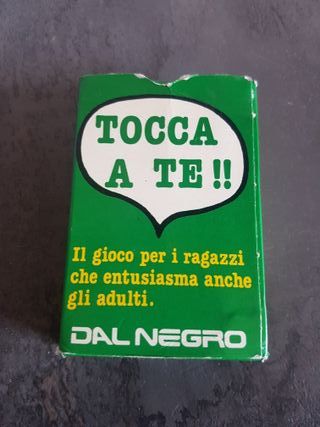 TOCCA
A TE!!
Il gioco per i ragazzi
che entusiasma anche
gli adulti.
DAL NEGRO